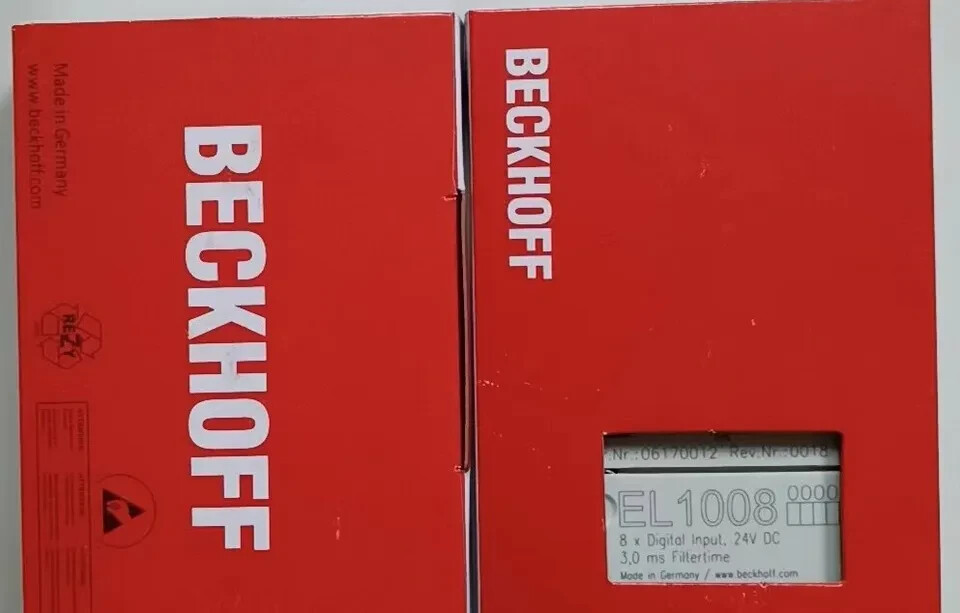 Made in Germany
www.beckhoff.com
BECKHOFF
REZY
BECKHOFF
.Nr.:06170012 Rev.Nr.:0018
EL1008
8 x Digital Input, 24V DC
3,0 ms Filtertime
Made in Germany / www.beckhoff.com